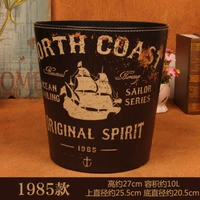 NORTH COAST
OCEAN
SAILOR
SERIES
ORIGINAL SPIRIT
1985
1985款
高约27cm 容积约10L
上直径约25.5cm 底直径约20.5cm